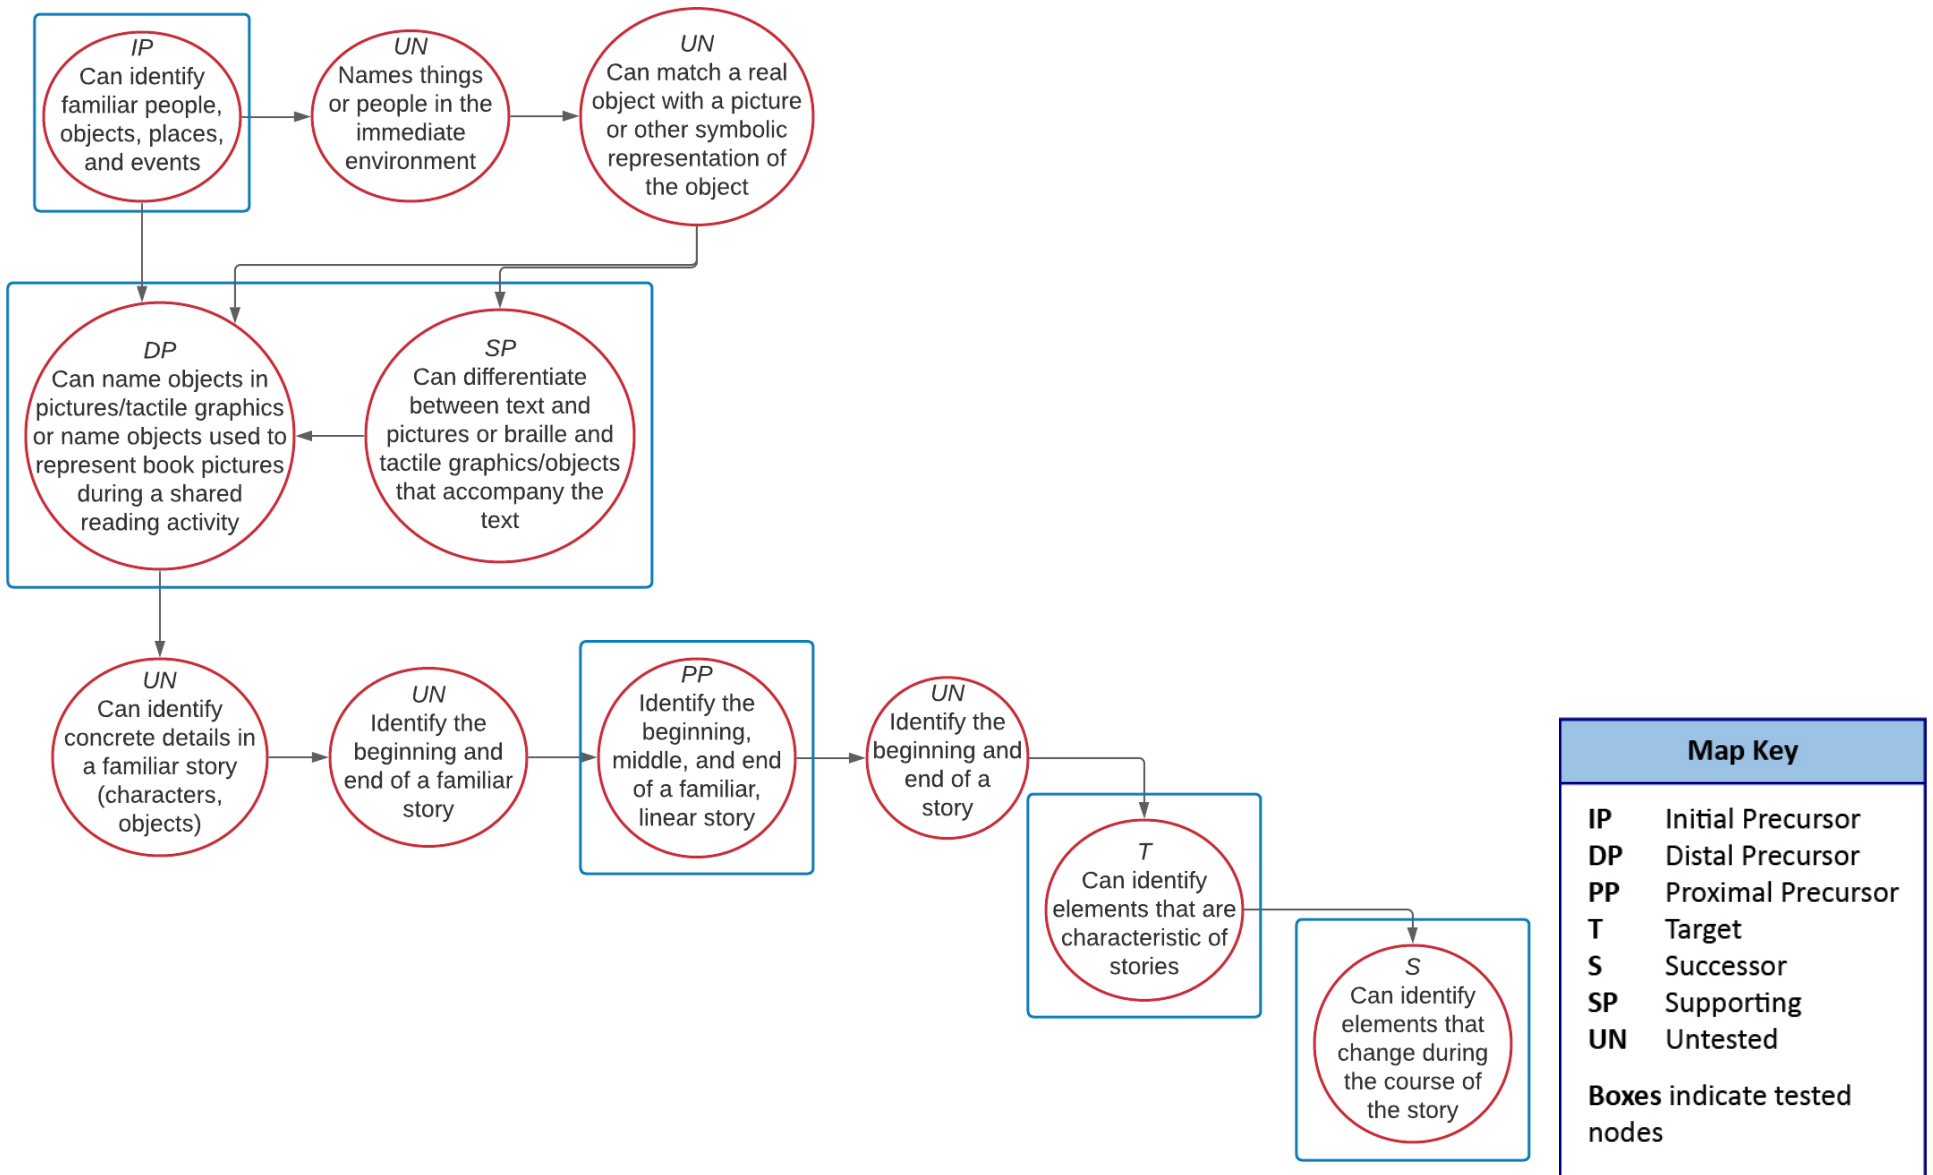 IP
Can identify
familiar people,
objects, places,
and events
UN
Names things
or people in the
immediate
environment
UN
Can match a real
object with a picture
or other symbolic
representation of
the object
DP
Can name objects in
pictures/tactile graphics
or name objects used to
represent book pictures
during a shared
reading activity
SP
Can differentiate
between text and
pictures or braille and
tactile graphics/objects
that accompany the
text
UN
Can identify
concrete details in
a familiar story
(characters,
objects)
UN
Identify the
beginning and
end of a familiar
story
PP
Identify the
beginning,
middle, and end
of a familiar,
linear story
UN
Identify the
beginning and
end of a
story
T
Can identify
elements that are
characteristic of
stories
S
Can identify
elements that
change during
the course of
the story
Map Key
IP Initial Precursor
DP Distal Precursor
PP Proximal Precursor
T Target
S Successor
SP Supporting
UN Untested
Boxes indicate tested
nodes